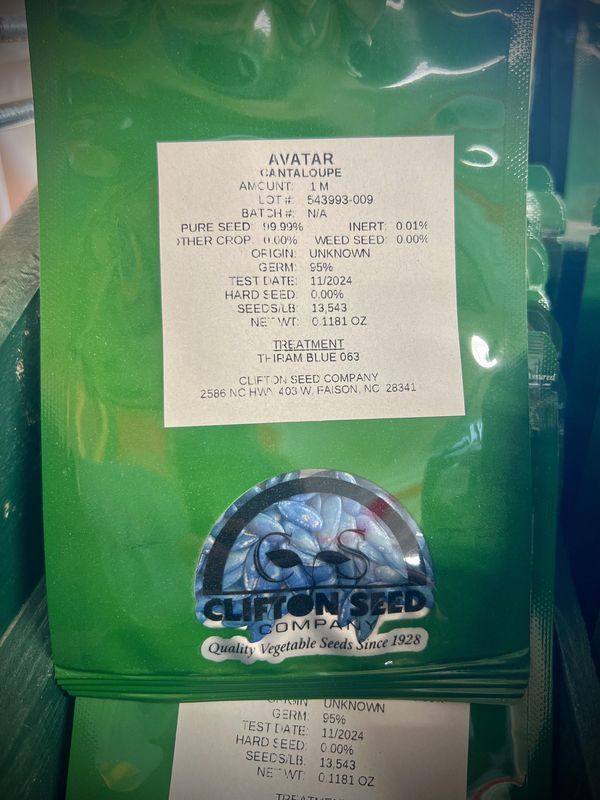 AVATAR
CANTALOUPE
AMOUNT: 1 M
LOT #: 543993-009
BATCH #: N/A
PURE SEED: 99.99% INERT: 0.01%
OTHER CROP: 0.00% WEED SEED: 0.00%
ORIGIN: UNKNOWN
GERM: 95%
TEST DATE: 11/2024
HARD SEED: 0.00%
SEEDS/LB: 13,543
NET WT: 0.1181 OZ
TREATMENT
THIRAM BLUE 063
CLIFTON SEED COMPANY
2586 NC HWY 403 W, FAISON, NC 28341
CS
CLIFTON SEED
COMPANY
Quality Vegetable Seeds Since 1928
ORIGIN: UNKNOWN
GERM: 95%
TEST DATE: 11/2024
HARD SEED: 0.00%
SEEDS/LB: 13,543
NET WT: 0.1181 OZ
TREATMENT